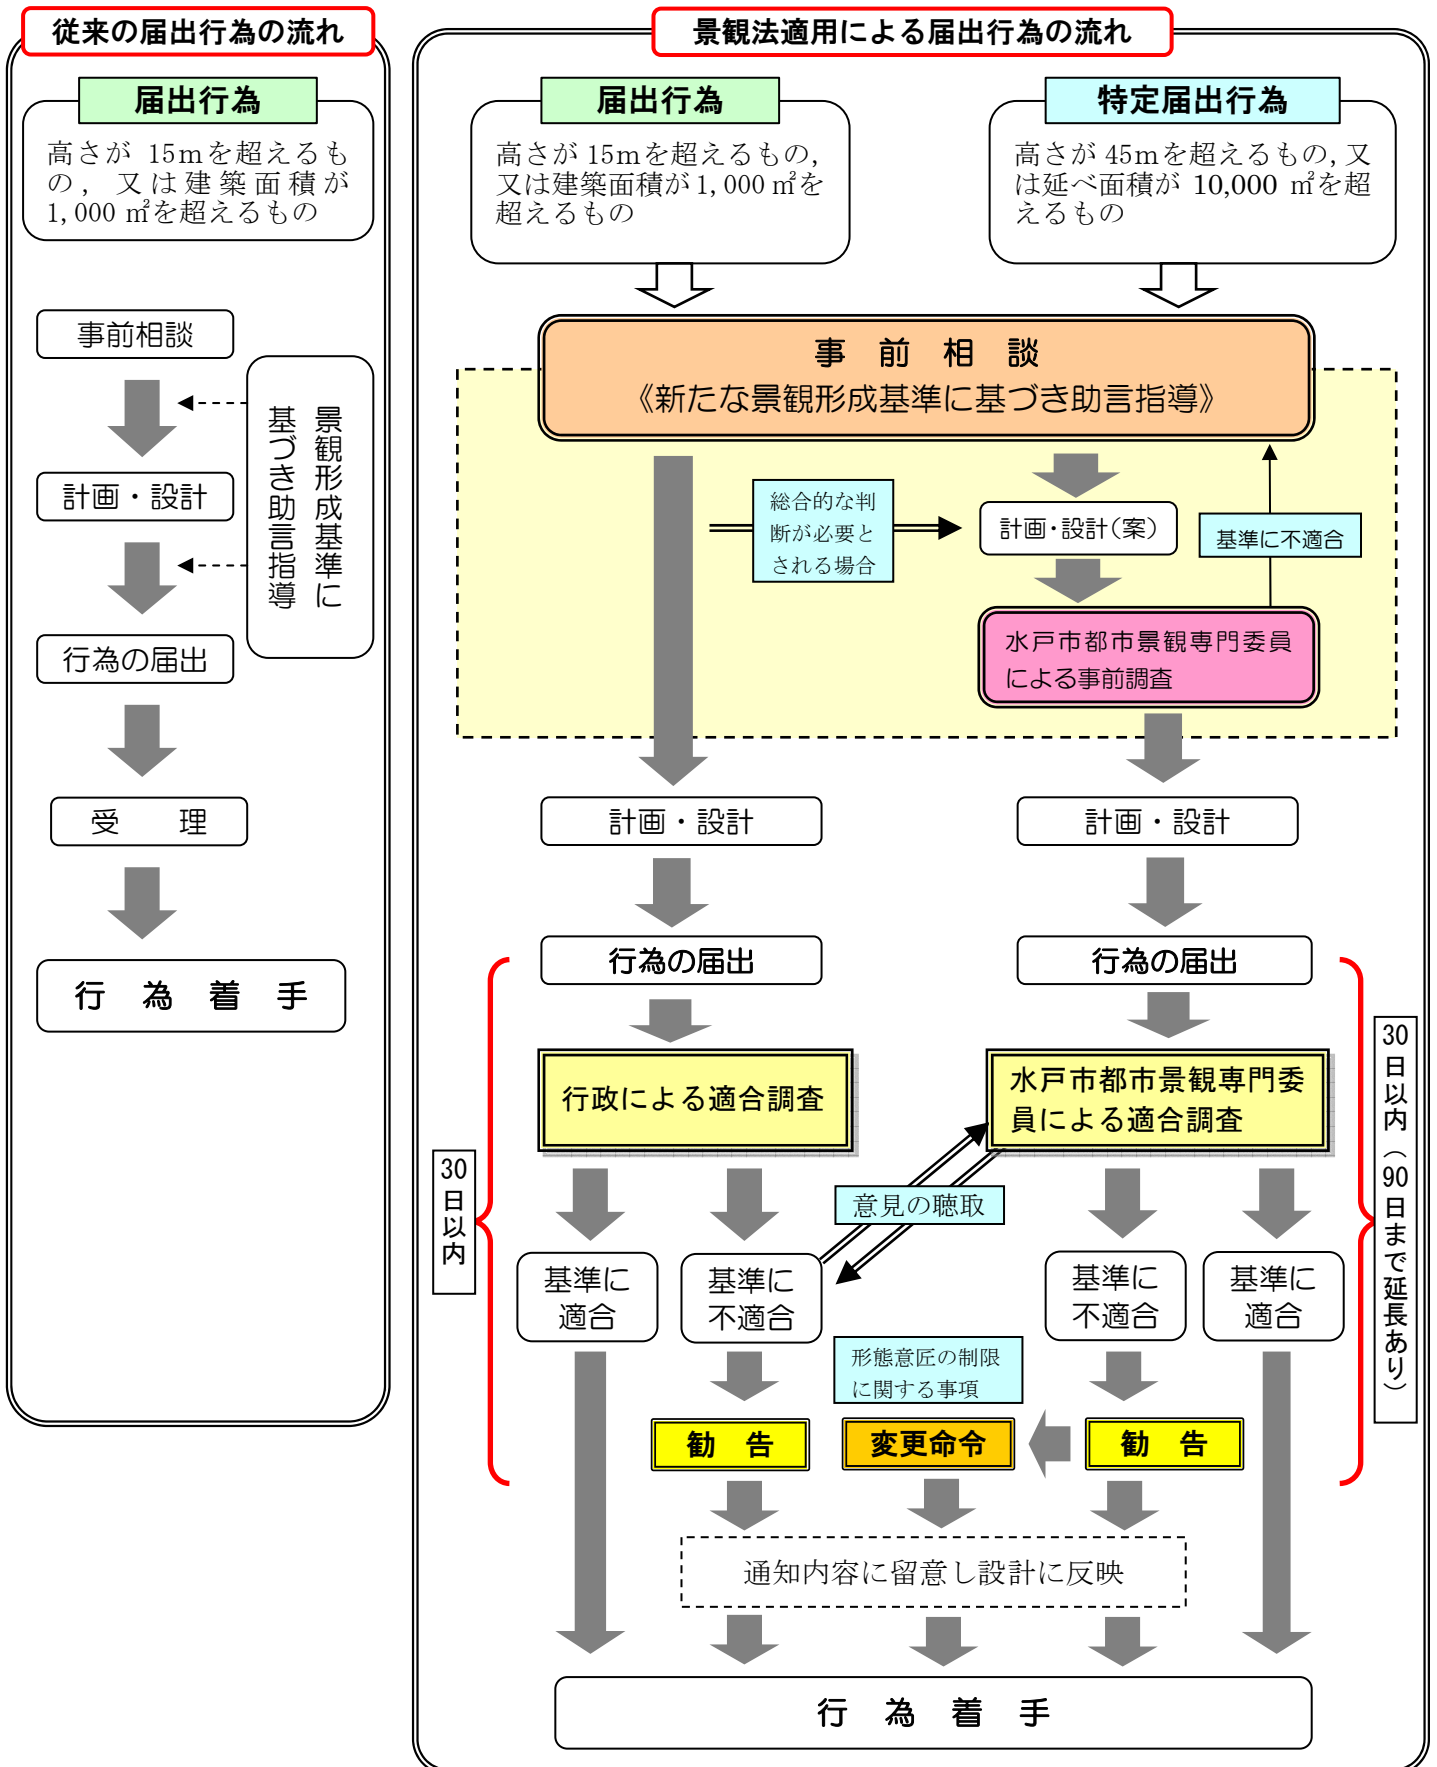 従来の届出行為の流れ
届出行為
高さが 15mを超えるも
の, 又は建築面積が
1,000 ㎡を超えるもの
事前相談
景観形成基準に
基づき助言指導
計画・設計
行為の届出
受 理
行 為 着 手
景観法適用による届出行為の流れ
届出行為
高さが 15mを超えるもの,
又は建築面積が 1,000 ㎡を
超えるもの
特定届出行為
高さが 45mを超えるもの, 又
は延べ面積が 10,000 ㎡を超
えるもの
事 前 相 談
《新たな景観形成基準に基づき助言指導》
総合的な判
断が必要と
される場合
計画・設計（案）
基準に不適合
水戸市都市景観専門委員
による事前調査
計画・設計
計画・設計
行為の届出
行為の届出
行政による適合調査
水戸市都市景観専門委
員による適合調査
30日以内
30日以内（90日まで延長あり）
意見の聴取
基準に
適合
基準に
不適合
基準に
不適合
基準に
適合
形態意匠の制限
に関する事項
勧 告
変更命令
勧 告
通知内容に留意し設計に反映
行 為 着 手